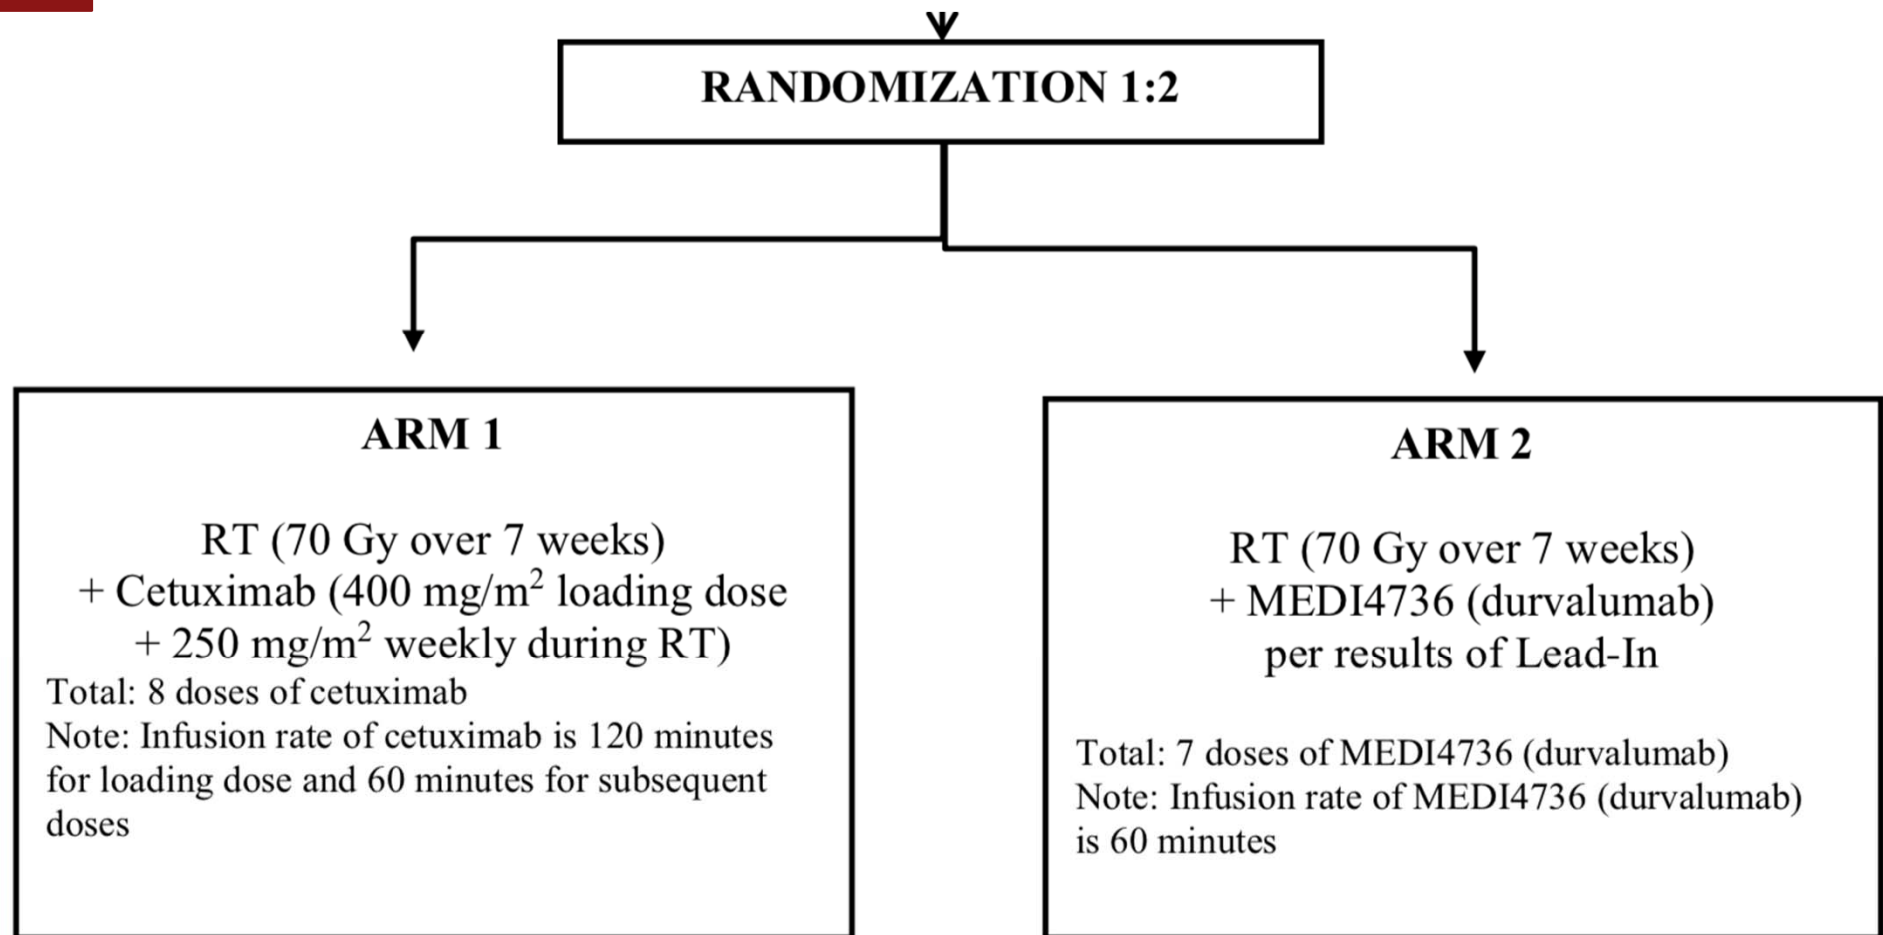 RANDOMIZATION 1:2
ARM 1
RT (70 Gy over 7 weeks)
+ Cetuximab (400 mg/m² loading dose
+ 250 mg/m² weekly during RT)
Total: 8 doses of cetuximab
Note: Infusion rate of cetuximab is 120 minutes
for loading dose and 60 minutes for subsequent
doses
ARM 2
RT (70 Gy over 7 weeks)
+ MEDI4736 (durvalumab)
per results of Lead-In
Total: 7 doses of MEDI4736 (durvalumab)
Note: Infusion rate of MEDI4736 (durvalumab)
is 60 minutes